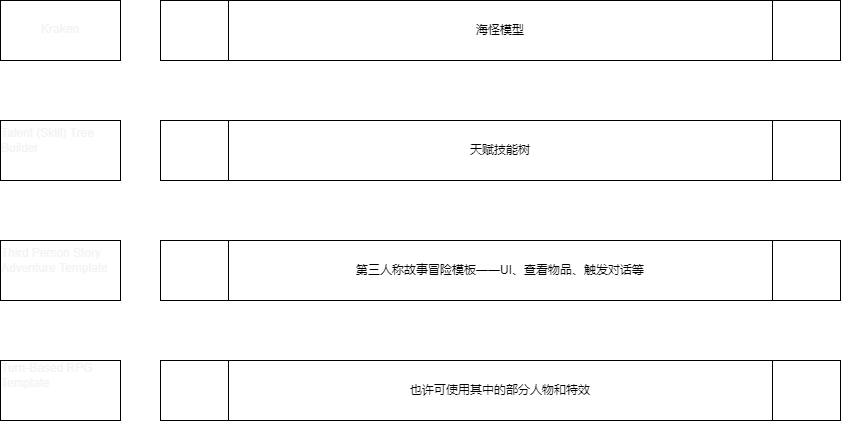 Kraken
海怪模型
Talent (Skill) Tree
Builder
天赋技能树
Third Person Story
Adventure Template
第三人称故事冒险模板——UI、查看物品、触发对话等
Turn-Based RPG
Template
也许可使用其中的部分人物和特效